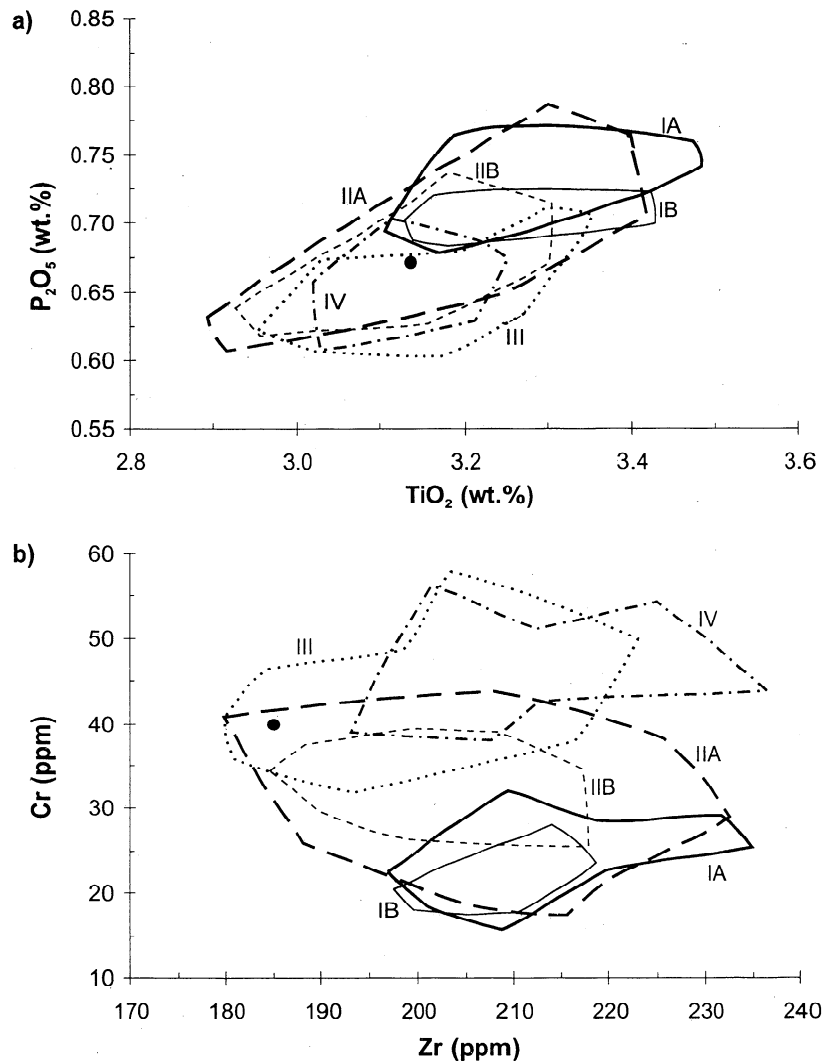 a)
0.85
0.80
0.75
0.70
0.65
0.60
0.55
P₂O₅ (wt.%)
IA
IIB
IIA
IB
IV
III
2.8 3.0 3.2 3.4 3.6
TiO₂ (wt.%)
b)
60
50
40
30
20
10
Cr (ppm)
III
IV
IIA
IIB
IA
IB
170 180 190 200 210 220 230 240
Zr (ppm)